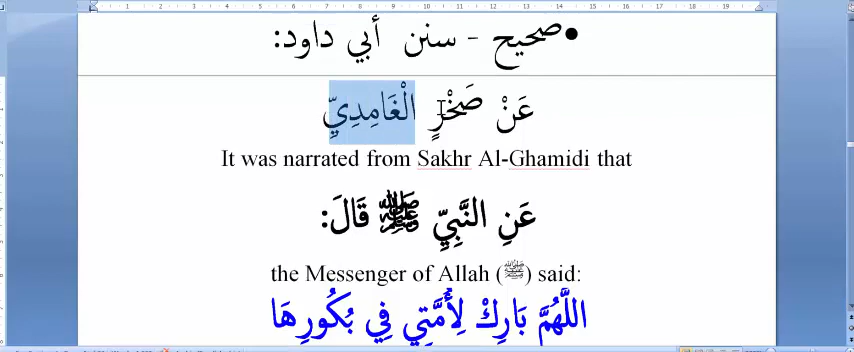 •صحيح - سنن أبي داود:
عَنْ صَخْرٍ الْغَامِدِيِّ
It was narrated from Sakhr Al-Ghamidi that
عَنِ النَّبِيِّ ﷺ قَالَ:
the Messenger of Allah (ﷺ) said:
اللَّهُمَّ بَارِكْ لِأُمَّتِي فِي بُكُورِهَا